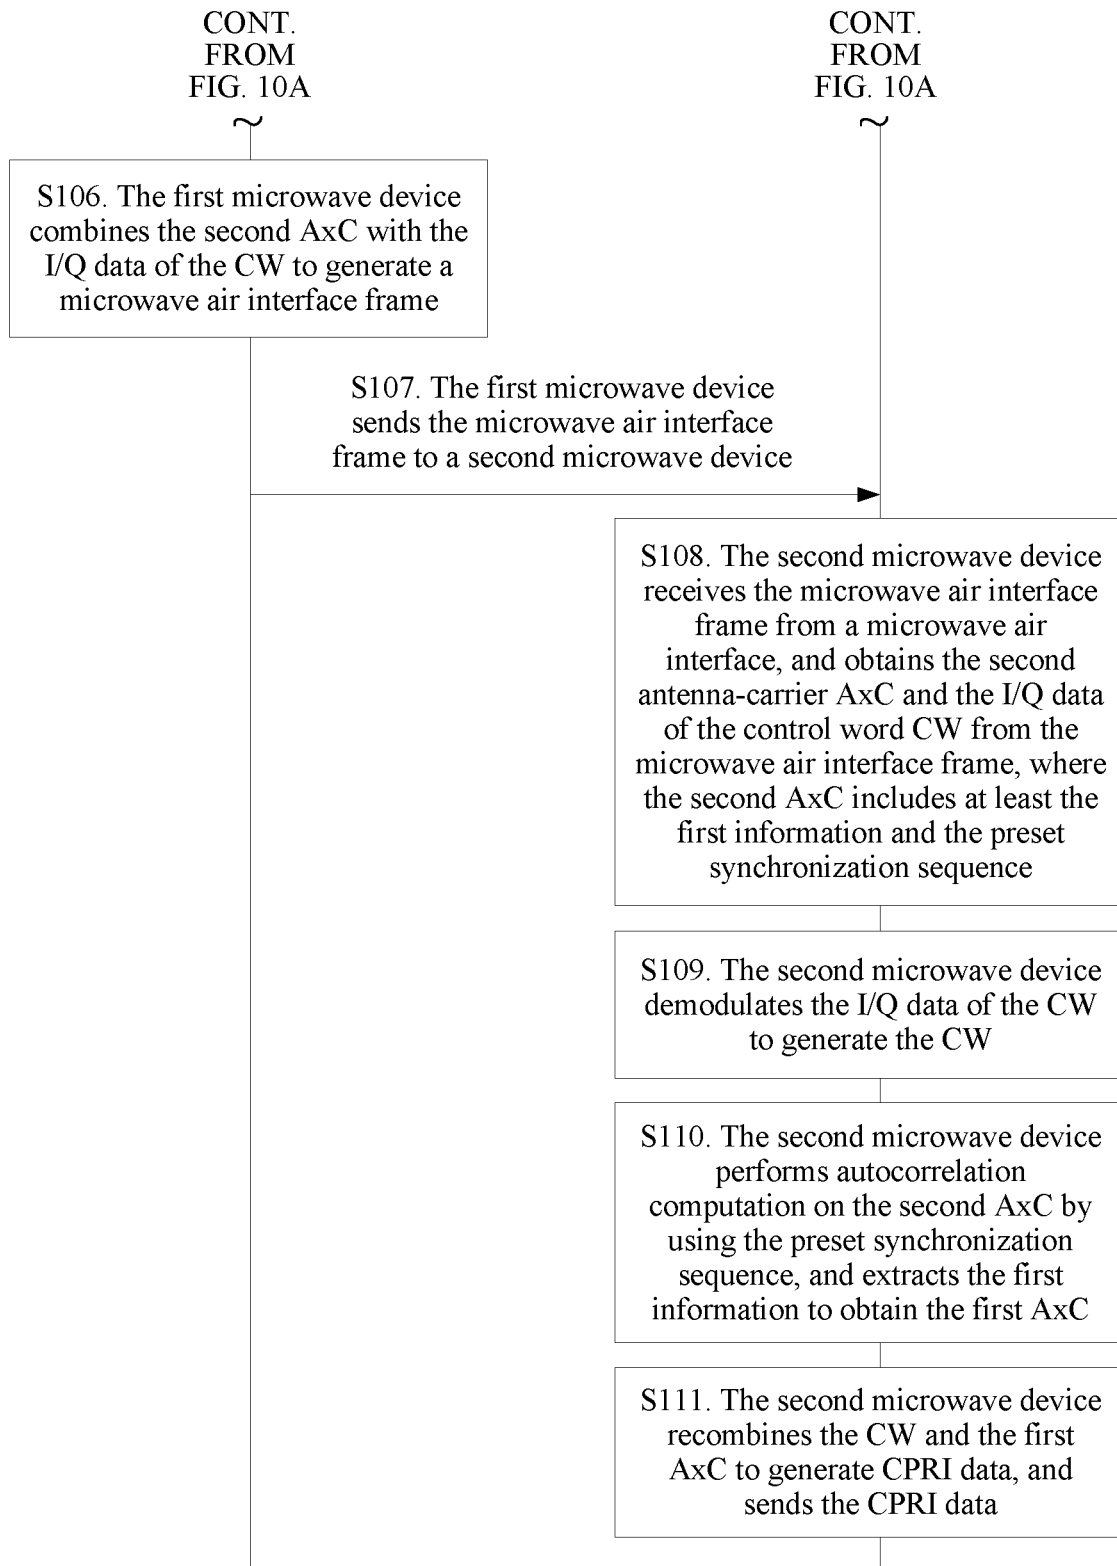 CONT.
FROM
FIG. 10A
CONT.
FROM
FIG. 10A
S106. The first microwave device
combines the second AxC with the
I/Q data of the CW to generate a
microwave air interface frame
S107. The first microwave device
sends the microwave air interface
frame to a second microwave device
S108. The second microwave device
receives the microwave air interface
frame from a microwave air
interface, and obtains the second
antenna-carrier AxC and the I/Q data
of the control word CW from the
microwave air interface frame, where
the second AxC includes at least the
first information and the preset
synchronization sequence
S109. The second microwave device
demodulates the I/Q data of the CW
to generate the CW
S110. The second microwave device
performs autocorrelation
computation on the second AxC by
using the preset synchronization
sequence, and extracts the first
information to obtain the first AxC
S111. The second microwave device
recombines the CW and the first
AxC to generate CPRI data, and
sends the CPRI data